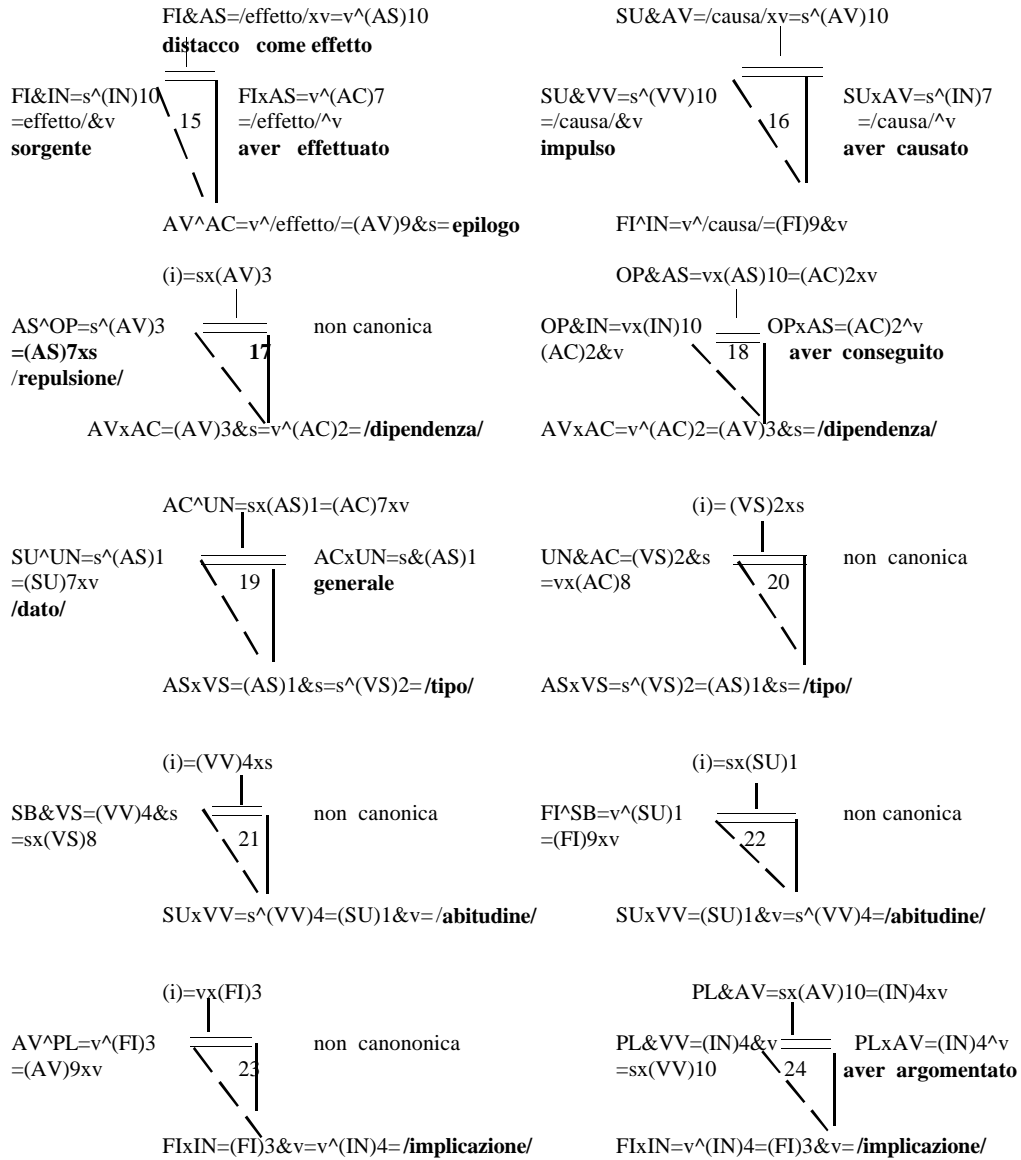 FI&AS=/effetto/xv=v^(AS)10
distacco come effetto
FI&IN=s^(IN)10
=effetto/&v
sorgente
15
FIxAS=v^(AC)7
=/effetto/^v
aver effettuato
AV^AC=v^/effetto/=(AV)9&s=epilogo
SU&AV=/causa/xv=s^(AV)10
SU&VV=s^(VV)10
=/causa/&v
impulso
16
SUxAV=s^(IN)7
=/causa/^v
aver causato
FI^IN=v^/causa/=(FI)9&v
(i)=sx(AV)3
AS^OP=s^(AV)3
=(AS)7xs
/repulsione/
17
non canonica
AVxAC=(AV)3&s=v^(AC)2=/dipendenza/
OP&AS=vx(AS)10=(AC)2xv
OP&IN=vx(IN)10
(AC)2&v
18
OPxAS=(AC)2^v
aver conseguito
AVxAC=v^(AC)2=(AV)3&s=/dipendenza/
AC^UN=sx(AS)1=(AC)7xv
SU^UN=s^(AS)1
=(SU)7xv
/dato/
19
ACxUN=s&(AS)1
generale
ASxVS=(AS)1&s=s^(VS)2=/tipo/
(i)=(VS)2xs
UN&AC=(VS)2&s
=vx(AC)8
20
non canonica
ASxVS=s^(VS)2=(AS)1&s=/tipo/
(i)=(VV)4xs
SB&VS=(VV)4&s
=sx(VS)8
21
non canonica
SUxVV=s^(VV)4=(SU)1&v=/abitudine/
(i)=sx(SU)1
FI^SB=v^(SU)1
=(FI)9xv
22
non canonica
SUxVV=(SU)1&v=s^(VV)4=/abitudine/
(i)=vx(FI)3
AV^PL=v^(FI)3
=(AV)9xv
23
non canononica
FIxIN=(FI)3&v=v^(IN)4=/implicazione/
PL&AV=sx(AV)10=(IN)4xv
PL&VV=(IN)4&v
=sx(VV)10
24
PLxAV=(IN)4^v
aver argomentato
FIxIN=v^(IN)4=(FI)3&v=/implicazione/